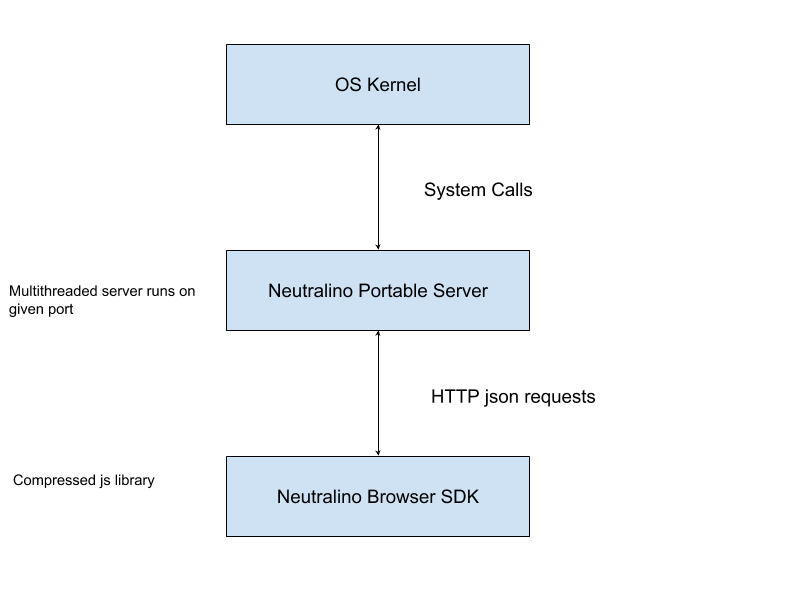 OS Kernel
System Calls
Multithreaded server runs on
given port
Neutralino Portable Server
HTTP json requests
Compressed js library
Neutralino Browser SDK